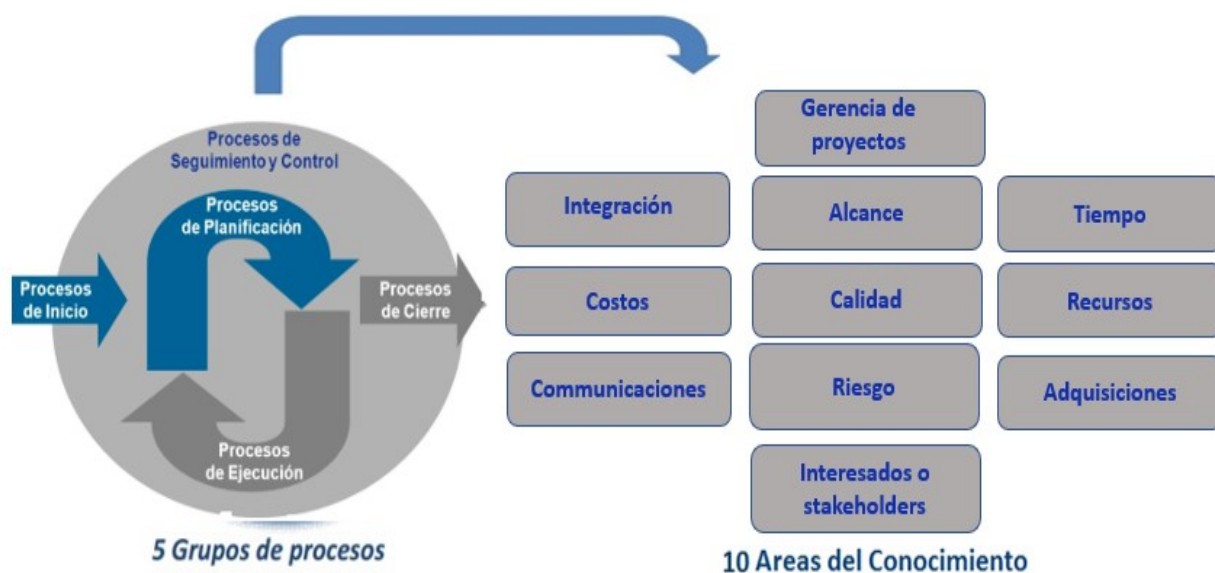 Procesos de
Seguimiento y Control
Procesos
de Planificación
Procesos
de Inicio
Procesos
de Cierre
Procesos
de Ejecución
5 Grupos de procesos
Gerencia de
proyectos
Integración
Alcance
Tiempo
Costos
Calidad
Recursos
Communicaciones
Riesgo
Adquisiciones
Interesados o
stakeholders
10 Areas del Conocimiento